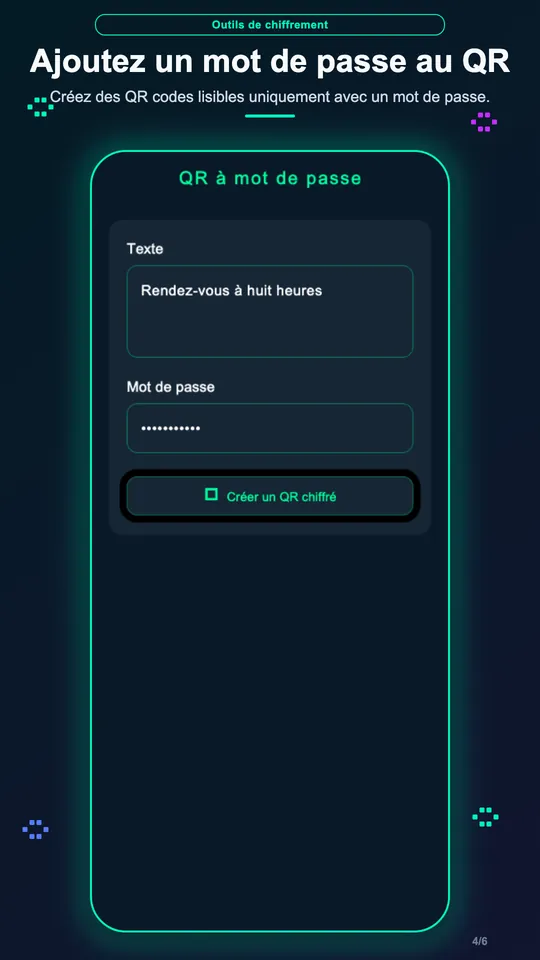 Outils de chiffrement
Ajoutez un mot de passe au QR
Créez des QR codes lisibles uniquement avec un mot de passe.
QR à mot de passe
Texte
Rendez-vous à huit heures
Mot de passe
•••••••••••
Créer un QR chiffré
4/6